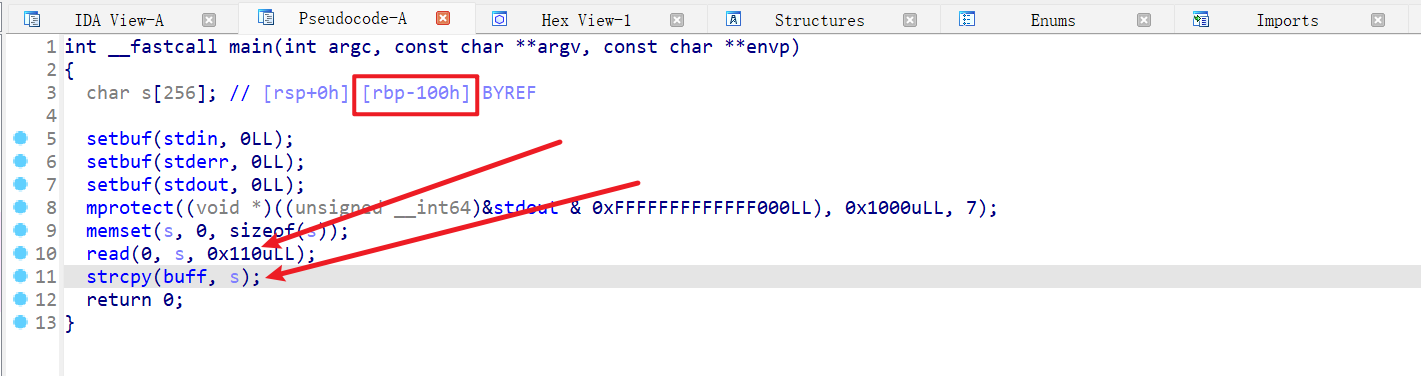 IDA View-A Pseudocode-A Hex View-1 Structures Enums Imports
1 int __fastcall main(int argc, const char **argv, const char **envp)
2 {
3 char s[256]; // [rsp+0h] [rbp-100h] BYREF
4
5 setbuf(stdin, 0LL);
6 setbuf(stderr, 0LL);
7 setbuf(stdout, 0LL);
8 mprotect((void *)((unsigned __int64)&stdout & 0xFFFFFFFFFFFFF000LL), 0x1000uLL, 7);
9 memset(s, 0, sizeof(s));
10 read(0, s, 0x110uLL);
11 strcpy(buff, s);
12 return 0;
13 }